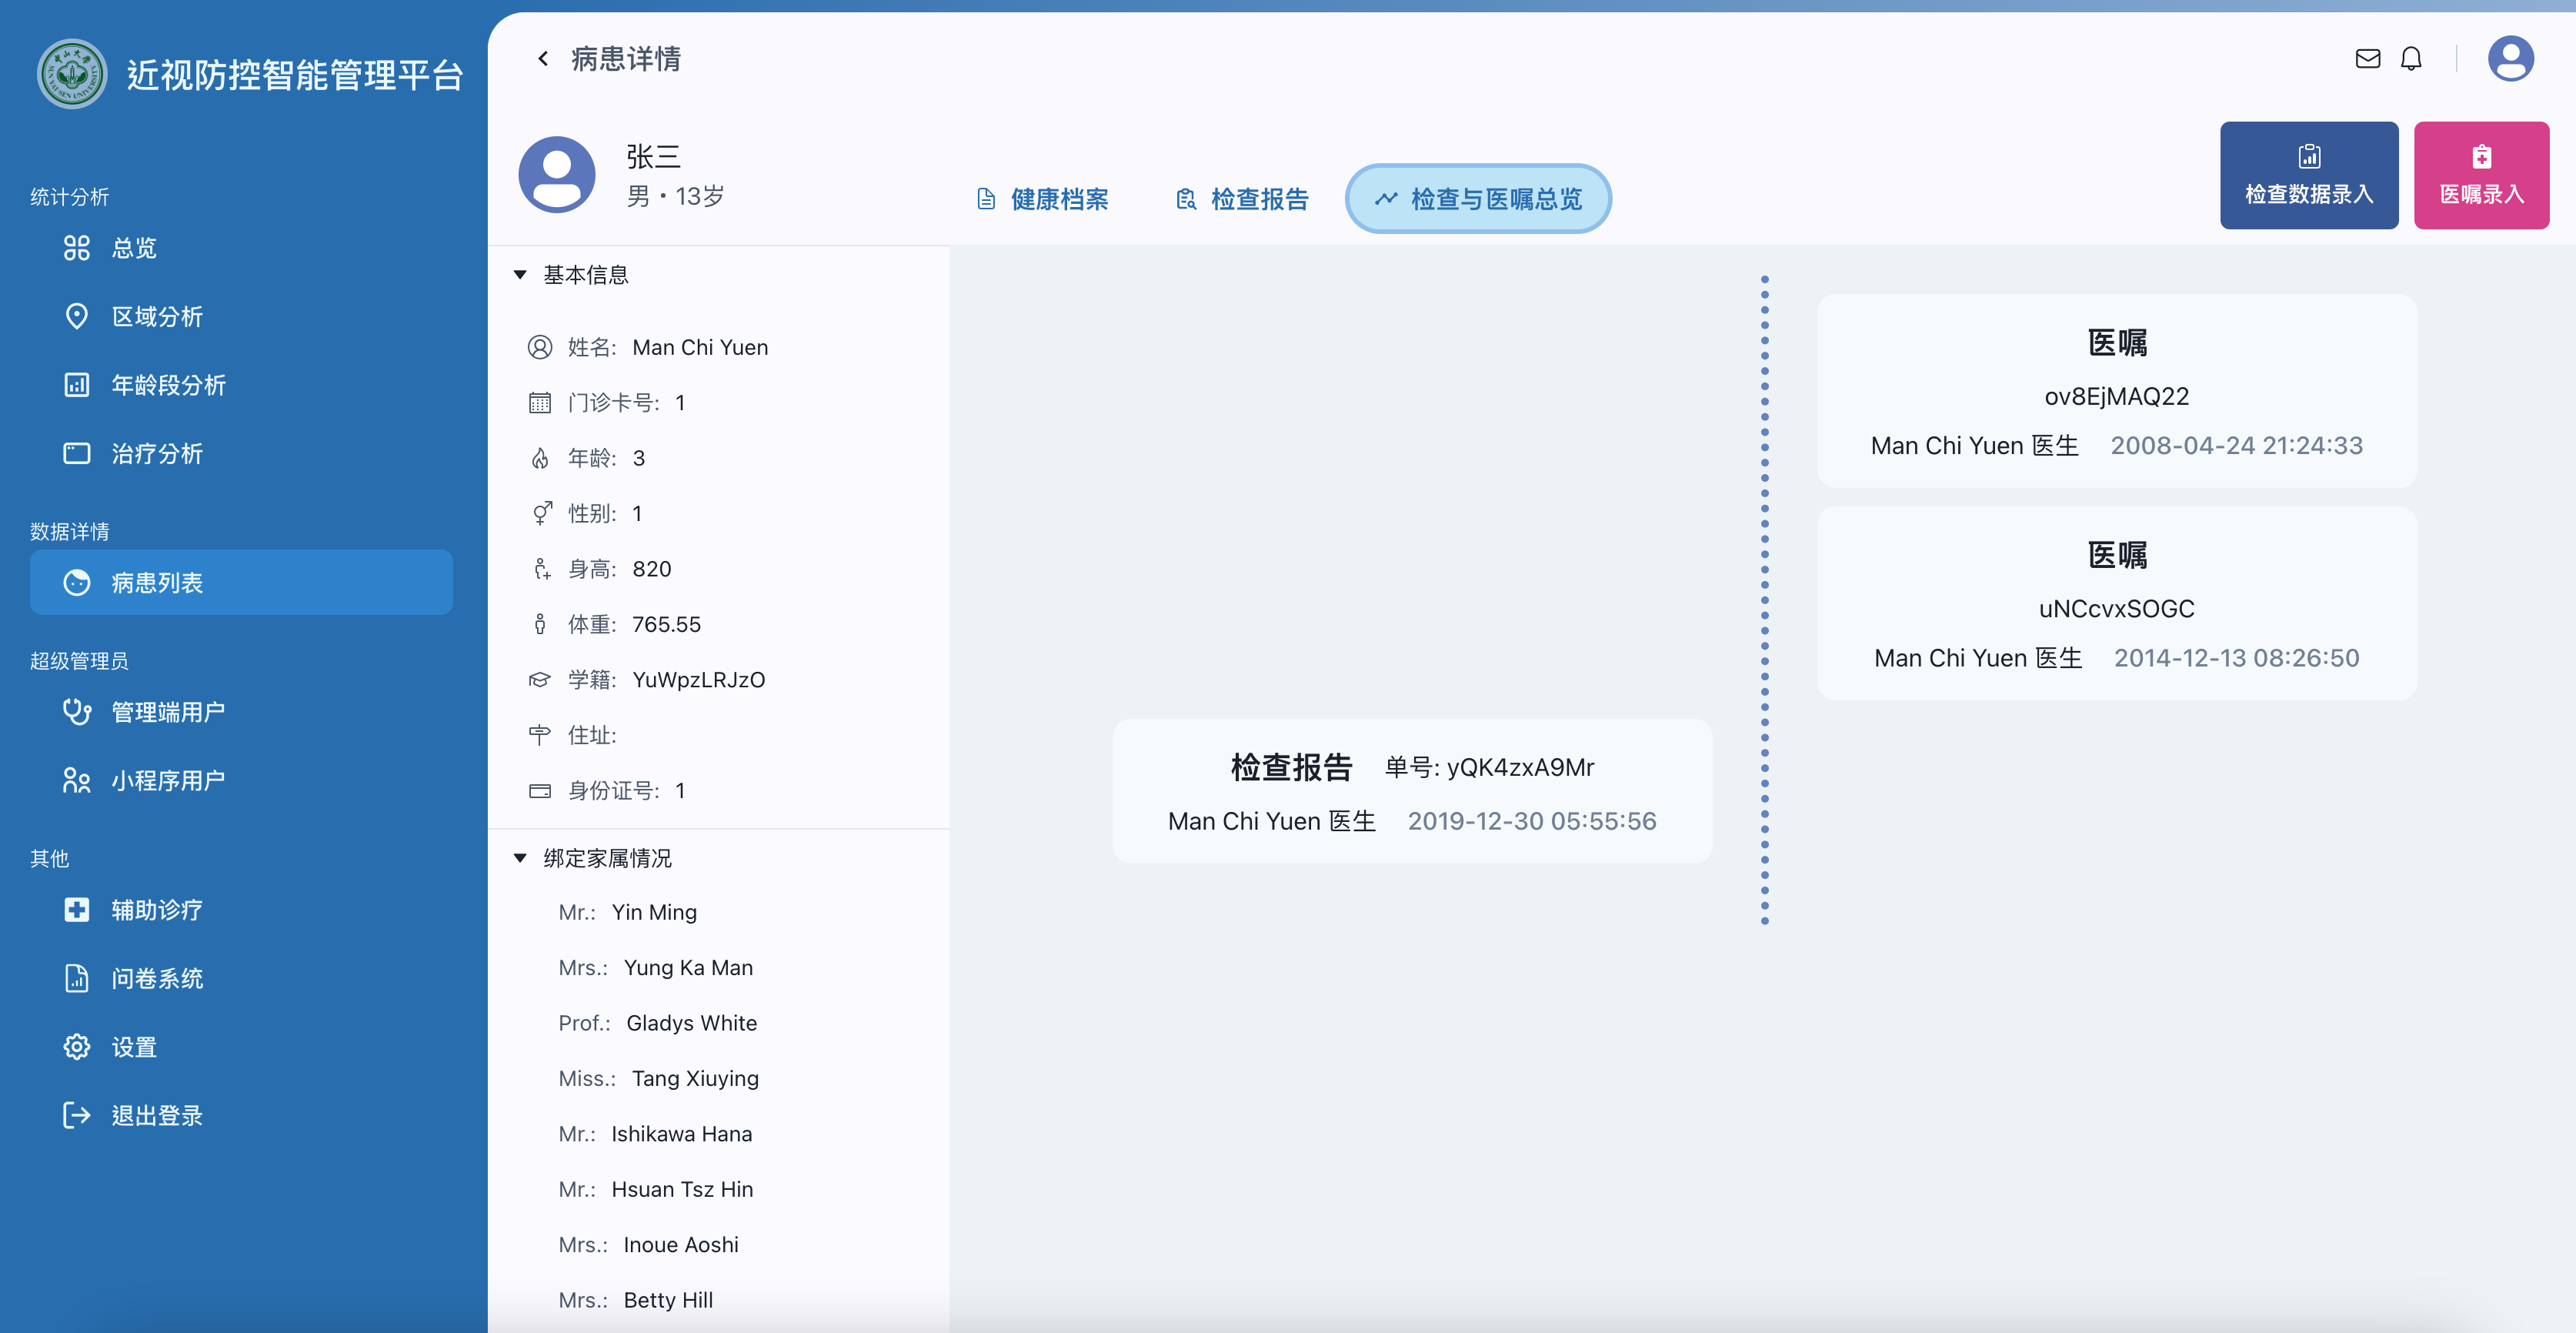 近视防控智能管理平台
统计分析
总览
区域分析
年龄段分析
治疗分析
数据详情
病患列表
超级管理员
管理端用户
小程序用户
其他
辅助诊疗
问卷系统
设置
退出登录
病患详情
张三
男・13岁
健康档案
检查报告
检查与医嘱总览
检查数据录入
医嘱录入
基本信息
姓名: Man Chi Yuen
门诊卡号: 1
年龄: 3
性别: 1
身高: 820
体重: 765.55
学籍: YuWpzLRJzO
住址:
身份证号: 1
绑定家属情况
Mr.: Yin Ming
Mrs.: Yung Ka Man
Prof.: Gladys White
Miss.: Tang Xiuying
Mr.: Ishikawa Hana
Mr.: Hsuan Tsz Hin
Mrs.: Inoue Aoshi
Mrs.: Betty Hill
医嘱
ov8EjMAQ22
Man Chi Yuen 医生 2008-04-24 21:24:33
医嘱
uNCcvxSOGC
Man Chi Yuen 医生 2014-12-13 08:26:50
检查报告 单号: yQK4zxA9Mr
Man Chi Yuen 医生 2019-12-30 05:55:56